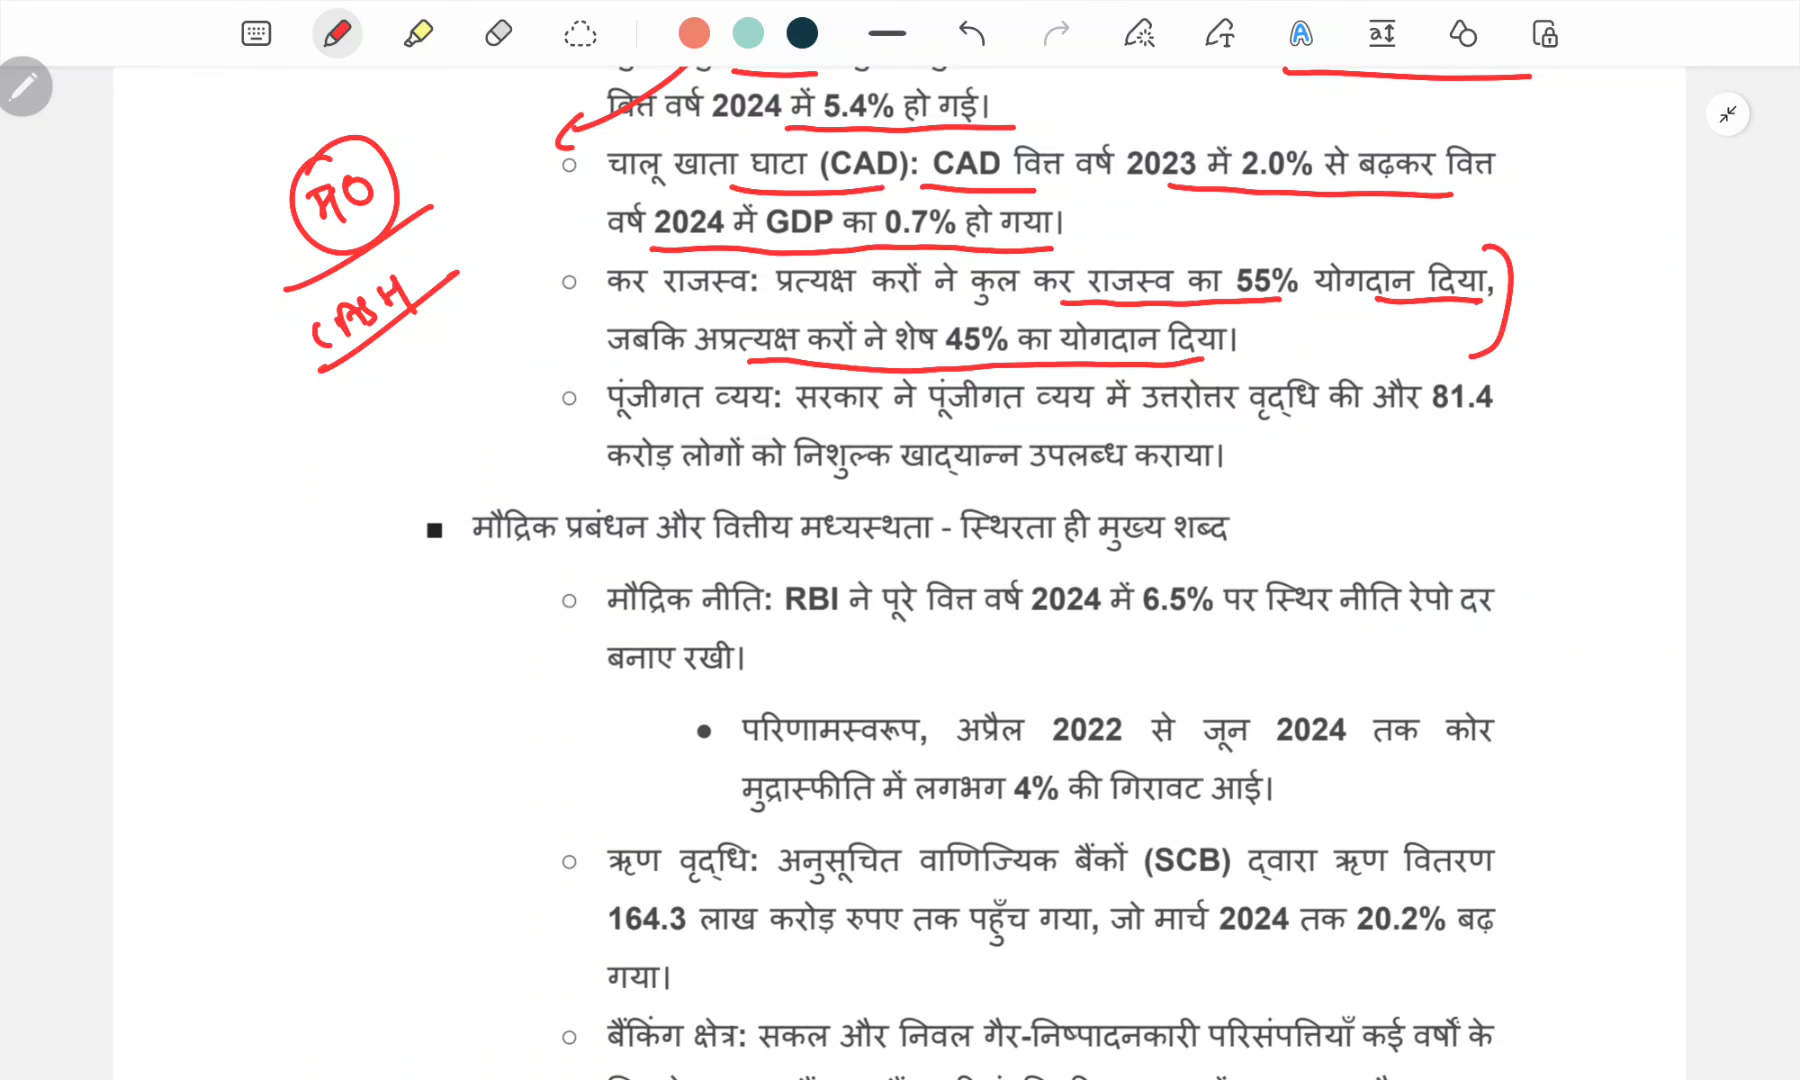 वित्त वर्ष 2024 में 5.4% हो गई।
चालू खाता घाटा (CAD): CAD वित्त वर्ष 2023 में 2.0% से बढ़कर वित्त
वर्ष 2024 में GDP का 0.7% हो गया।
कर राजस्व: प्रत्यक्ष करों ने कुल कर राजस्व का 55% योगदान दिया,
जबकि अप्रत्यक्ष करों ने शेष 45% का योगदान दिया।
CASH
पूंजीगत व्यय: सरकार ने पूंजीगत व्यय में उत्तरोत्तर वृद्धि की और 81.4
करोड़ लोगों को निशुल्क खाद्यान्न उपलब्ध कराया।
मौद्रिक प्रबंधन और वित्तीय मध्यस्थता - स्थिरता ही मुख्य शब्द
मौद्रिक नीति: RBI ने पूरे वित्त वर्ष 2024 में 6.5% पर स्थिर नीति रेपो दर
बनाए रखी।
परिणामस्वरूप, अप्रैल 2022 से जून 2024 तक कोर
मुद्रास्फीति में लगभग 4% की गिरावट आई।
ऋण वृद्धि: अनुसूचित वाणिज्यिक बैंकों (SCB) द्वारा ऋण वितरण
164.3 लाख करोड़ रुपए तक पहुँच गया, जो मार्च 2024 तक 20.2% बढ़
गया।
बैंकिंग क्षेत्र: सकल और निवल गैर-निष्पादनकारी परिसंपत्तियाँ कई वर्षों के